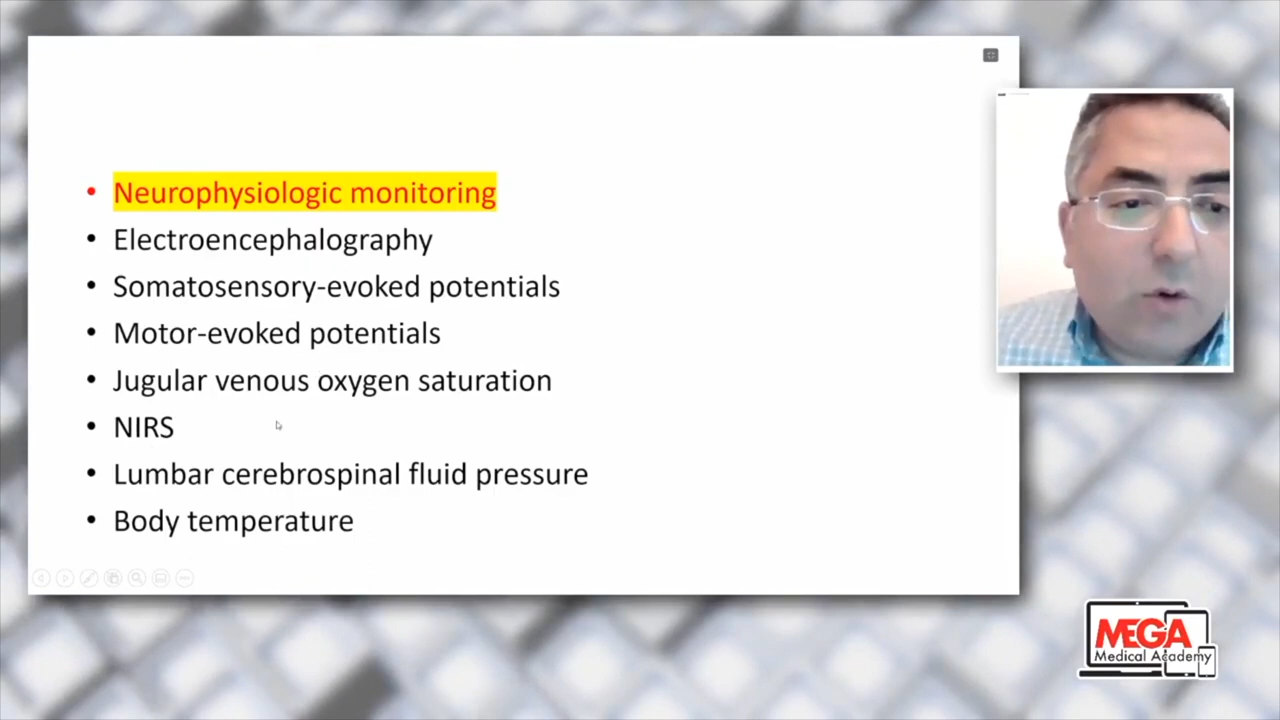 • Neurophysiologic monitoring
• Electroencephalography
• Somatosensory-evoked potentials
• Motor-evoked potentials
• Jugular venous oxygen saturation
• NIRS
• Lumbar cerebrospinal fluid pressure
• Body temperature
MEGA
Medical Academy